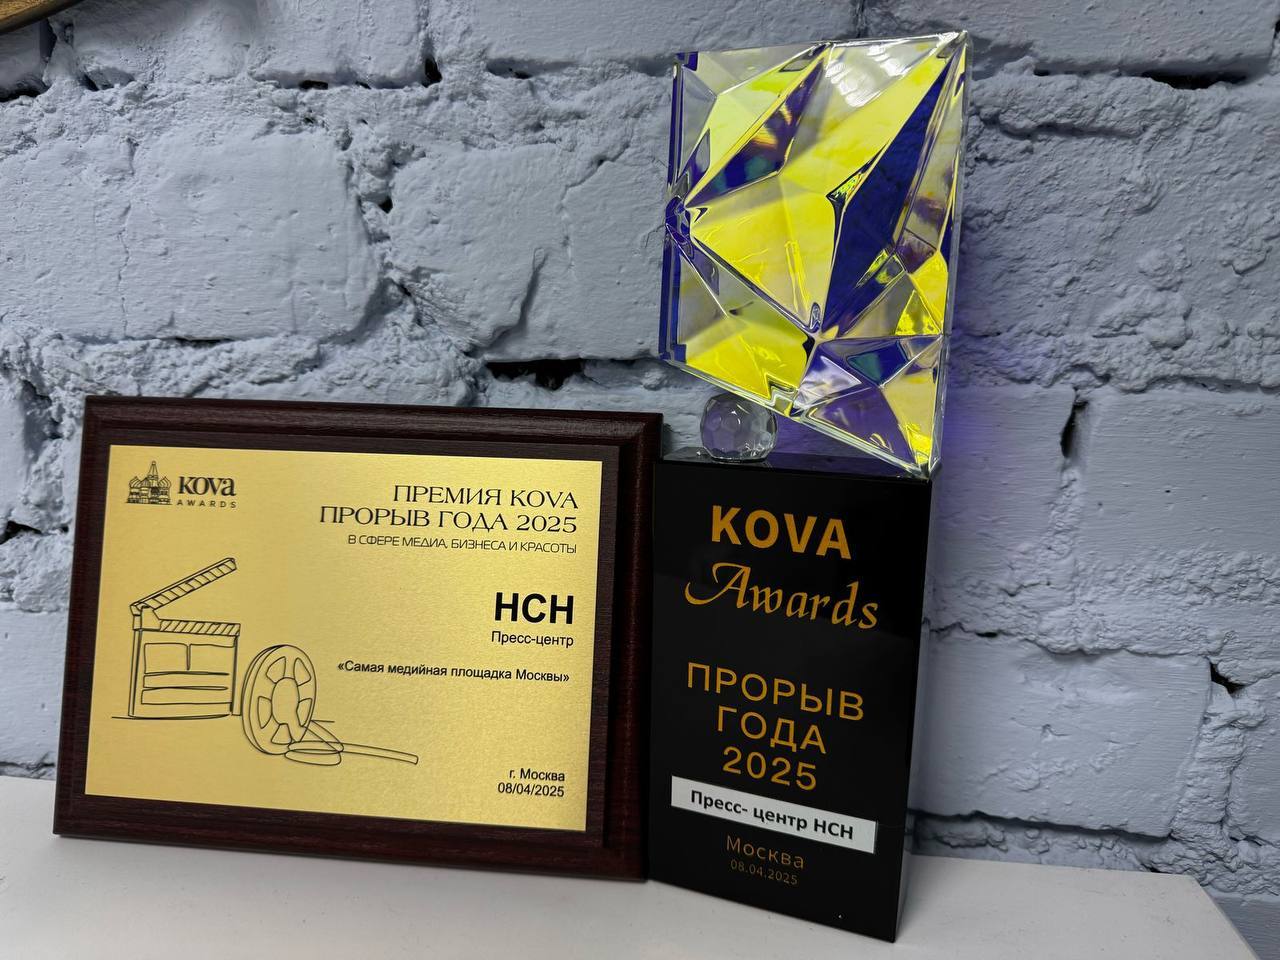 KOVA
AWARDS
ПРЕМИЯ KOVA
ПРОРЫВ ГОДА 2025
В СФЕРЕ МЕДИА, БИЗНЕСА И КРАСОТЫ
НСН
Пресс-центр
«Самая медийная площадка Москвы»
г. Москва
08/04/2025
KOVA
Awards
ПРОРЫВ
ГОДА
2025
Пресс- центр НСН
Москва
08.04.2025